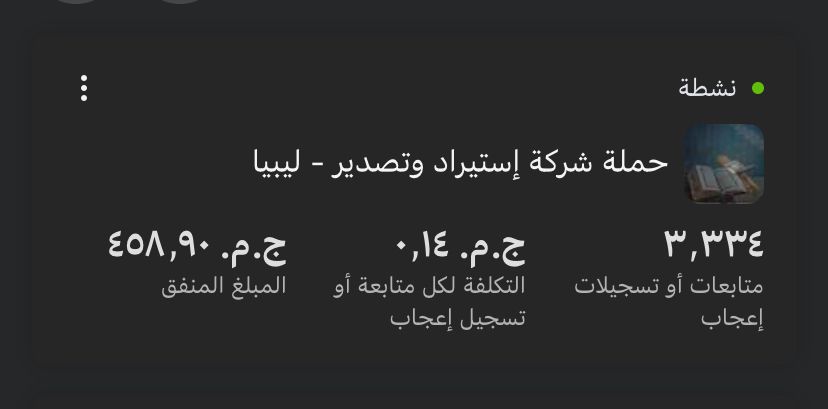 نشطة
حملة شركة إستيراد وتصدير - ليبيا
٣,٣٣٤
متابعات أو تسجيلات
إعجاب
ج.م. ٠,١٤
التكلفة لكل متابعة أو
تسجيل إعجاب
ج.م. ٤٥٨,٩٠
المبلغ المنفق